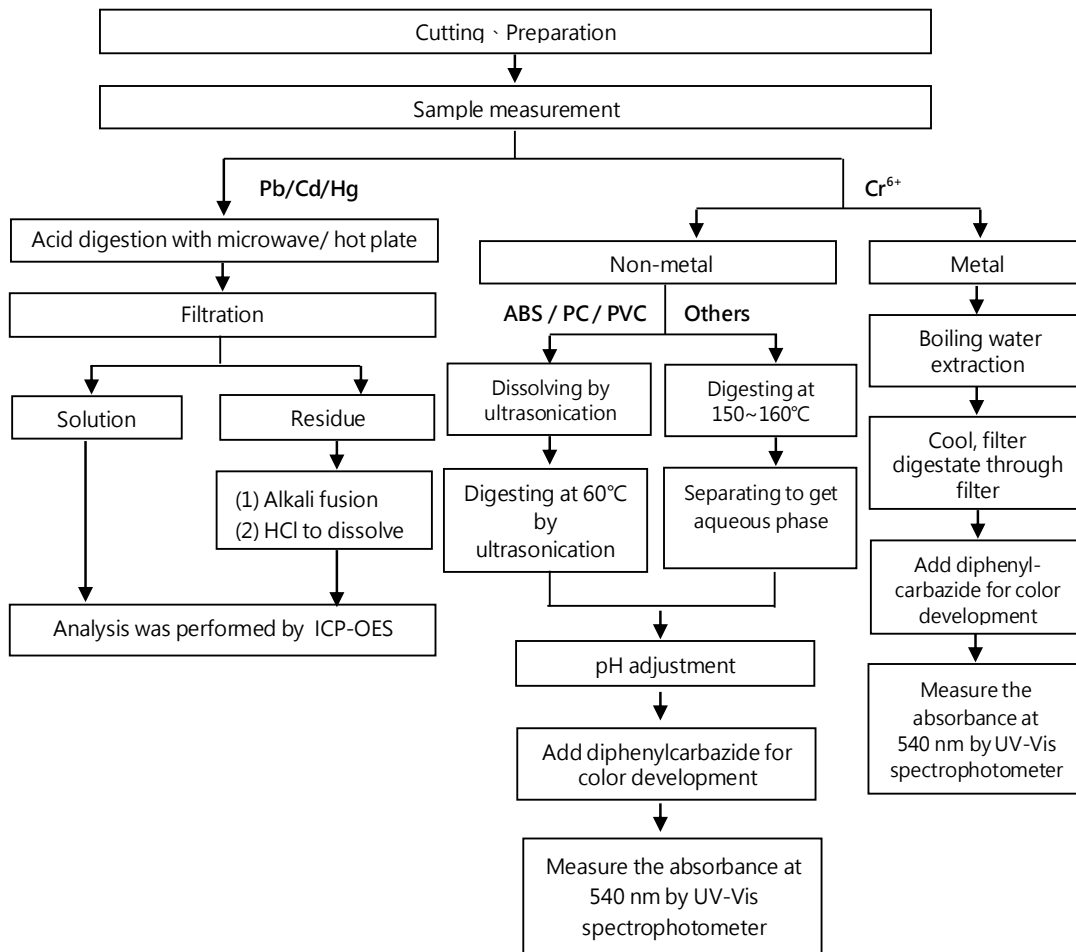 Cutting、Preparation
Sample measurement
Pb/Cd/Hg
Cr6+
Acid digestion with microwave/ hot plate
Filtration
Solution
Residue
(1) Alkali fusion
(2) HCl to dissolve
Analysis was performed by ICP-OES
Non-metal
ABS / PC / PVC
Others
Dissolving by
ultrasonication
Digesting at 60℃
by
ultrasonication
Digesting at
150~160℃
Separating to get
aqueous phase
pH adjustment
Add diphenylcarbazide for
color development
Measure the absorbance at
540 nm by UV-Vis
spectrophotometer
Metal
Boiling water
extraction
Cool, filter
digestate through
filter
Add diphenyl-
carbazide for color
development
Measure the
absorbance at
540 nm by UV-Vis
spectrophotometer